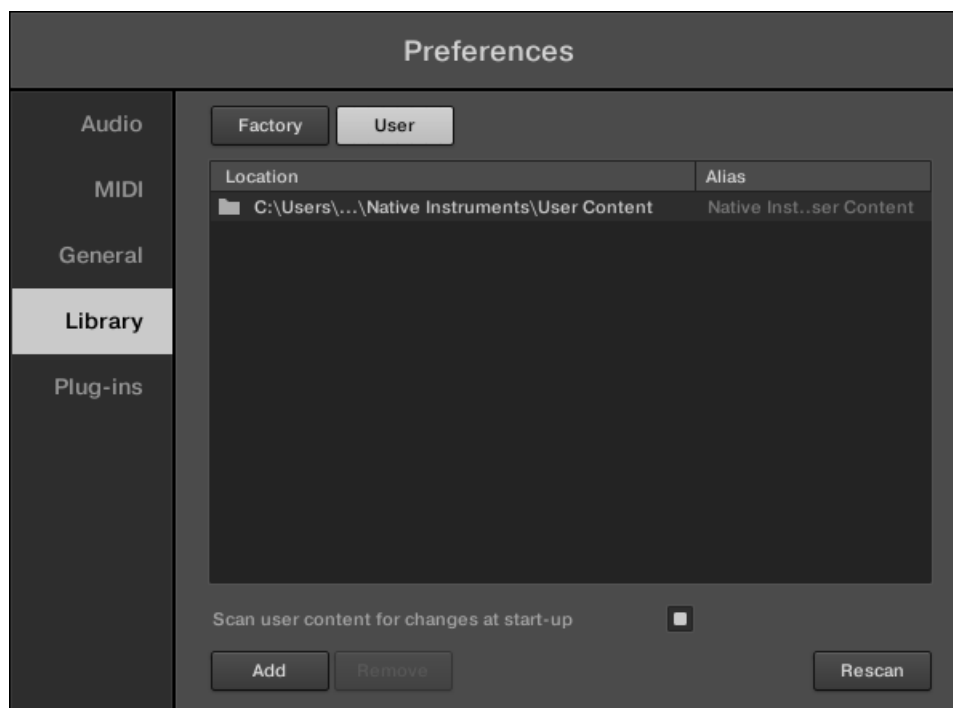 Preferences
Audio
MIDI
General
Library
Plug-ins
Factory User
Location Alias
C:\Users\...\Native Instruments\User Content Native Inst..ser Content
Scan user content for changes at start-up
Add Remove Rescan